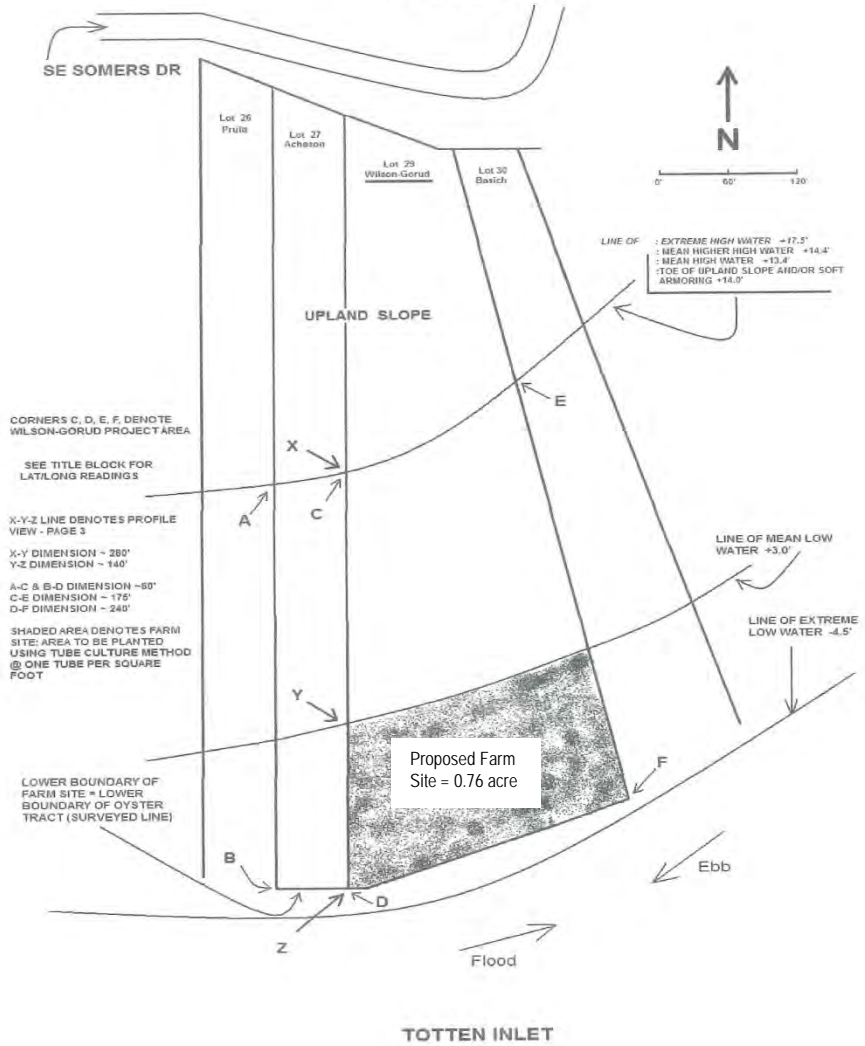 SE SOMERS DR
Lot 26
Lot 27
Acheson
Lot 29
Wilson-Gorud
Lot 30
Basich
N
0' 60' 120'
LINE OF : EXTREME HIGH WATER +17.5'
: MEAN HIGHER HIGH WATER +14.4'
: MEAN HIGH WATER +13.4'
:TOE OF UPLAND SLOPE AND/OR SOFT
ARMORING +14.0'
UPLAND SLOPE
E
CORNERS C, D, E, F, DENOTE
WILSON-GORUD PROJECT AREA
X
SEE TITLE BLOCK FOR
LAT/LONG READINGS
A
C
X-Y-Z LINE DENOTES PROFILE
VIEW - PAGE 3
X-Y DIMENSION ~ 280'
Y-Z DIMENSION ~ 140'
A-C & B-D DIMENSION ~60'
C-E DIMENSION ~ 175'
D-F DIMENSION ~ 240'
LINE OF MEAN LOW
WATER +3.0'
SHADED AREA DENOTES FARM
SITE: AREA TO BE PLANTED
USING TUBE CULTURE METHOD
@ ONE TUBE PER SQUARE
FOOT
LINE OF EXTREME
LOW WATER -4.5'
Y
Proposed Farm
Site = 0.76 acre
F
LOWER BOUNDARY OF
FARM SITE = LOWER
BOUNDARY OF OYSTER
TRACT (SURVEYED LINE)
B
Ebb
D
Z
Flood
TOTTEN INLET